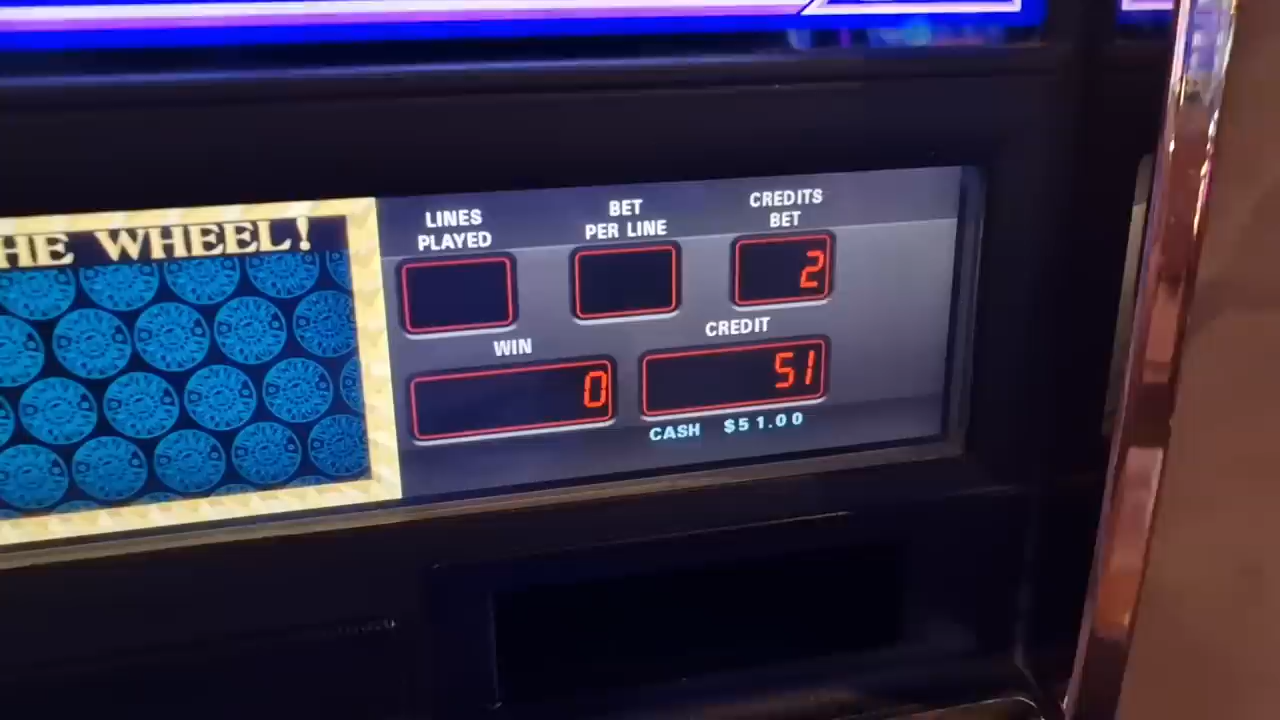 HE WHEEL!
LINES
PLAYED
BET
PER LINE
CREDITS
BET
2
WIN
0
CREDIT
51
CASH $51.00